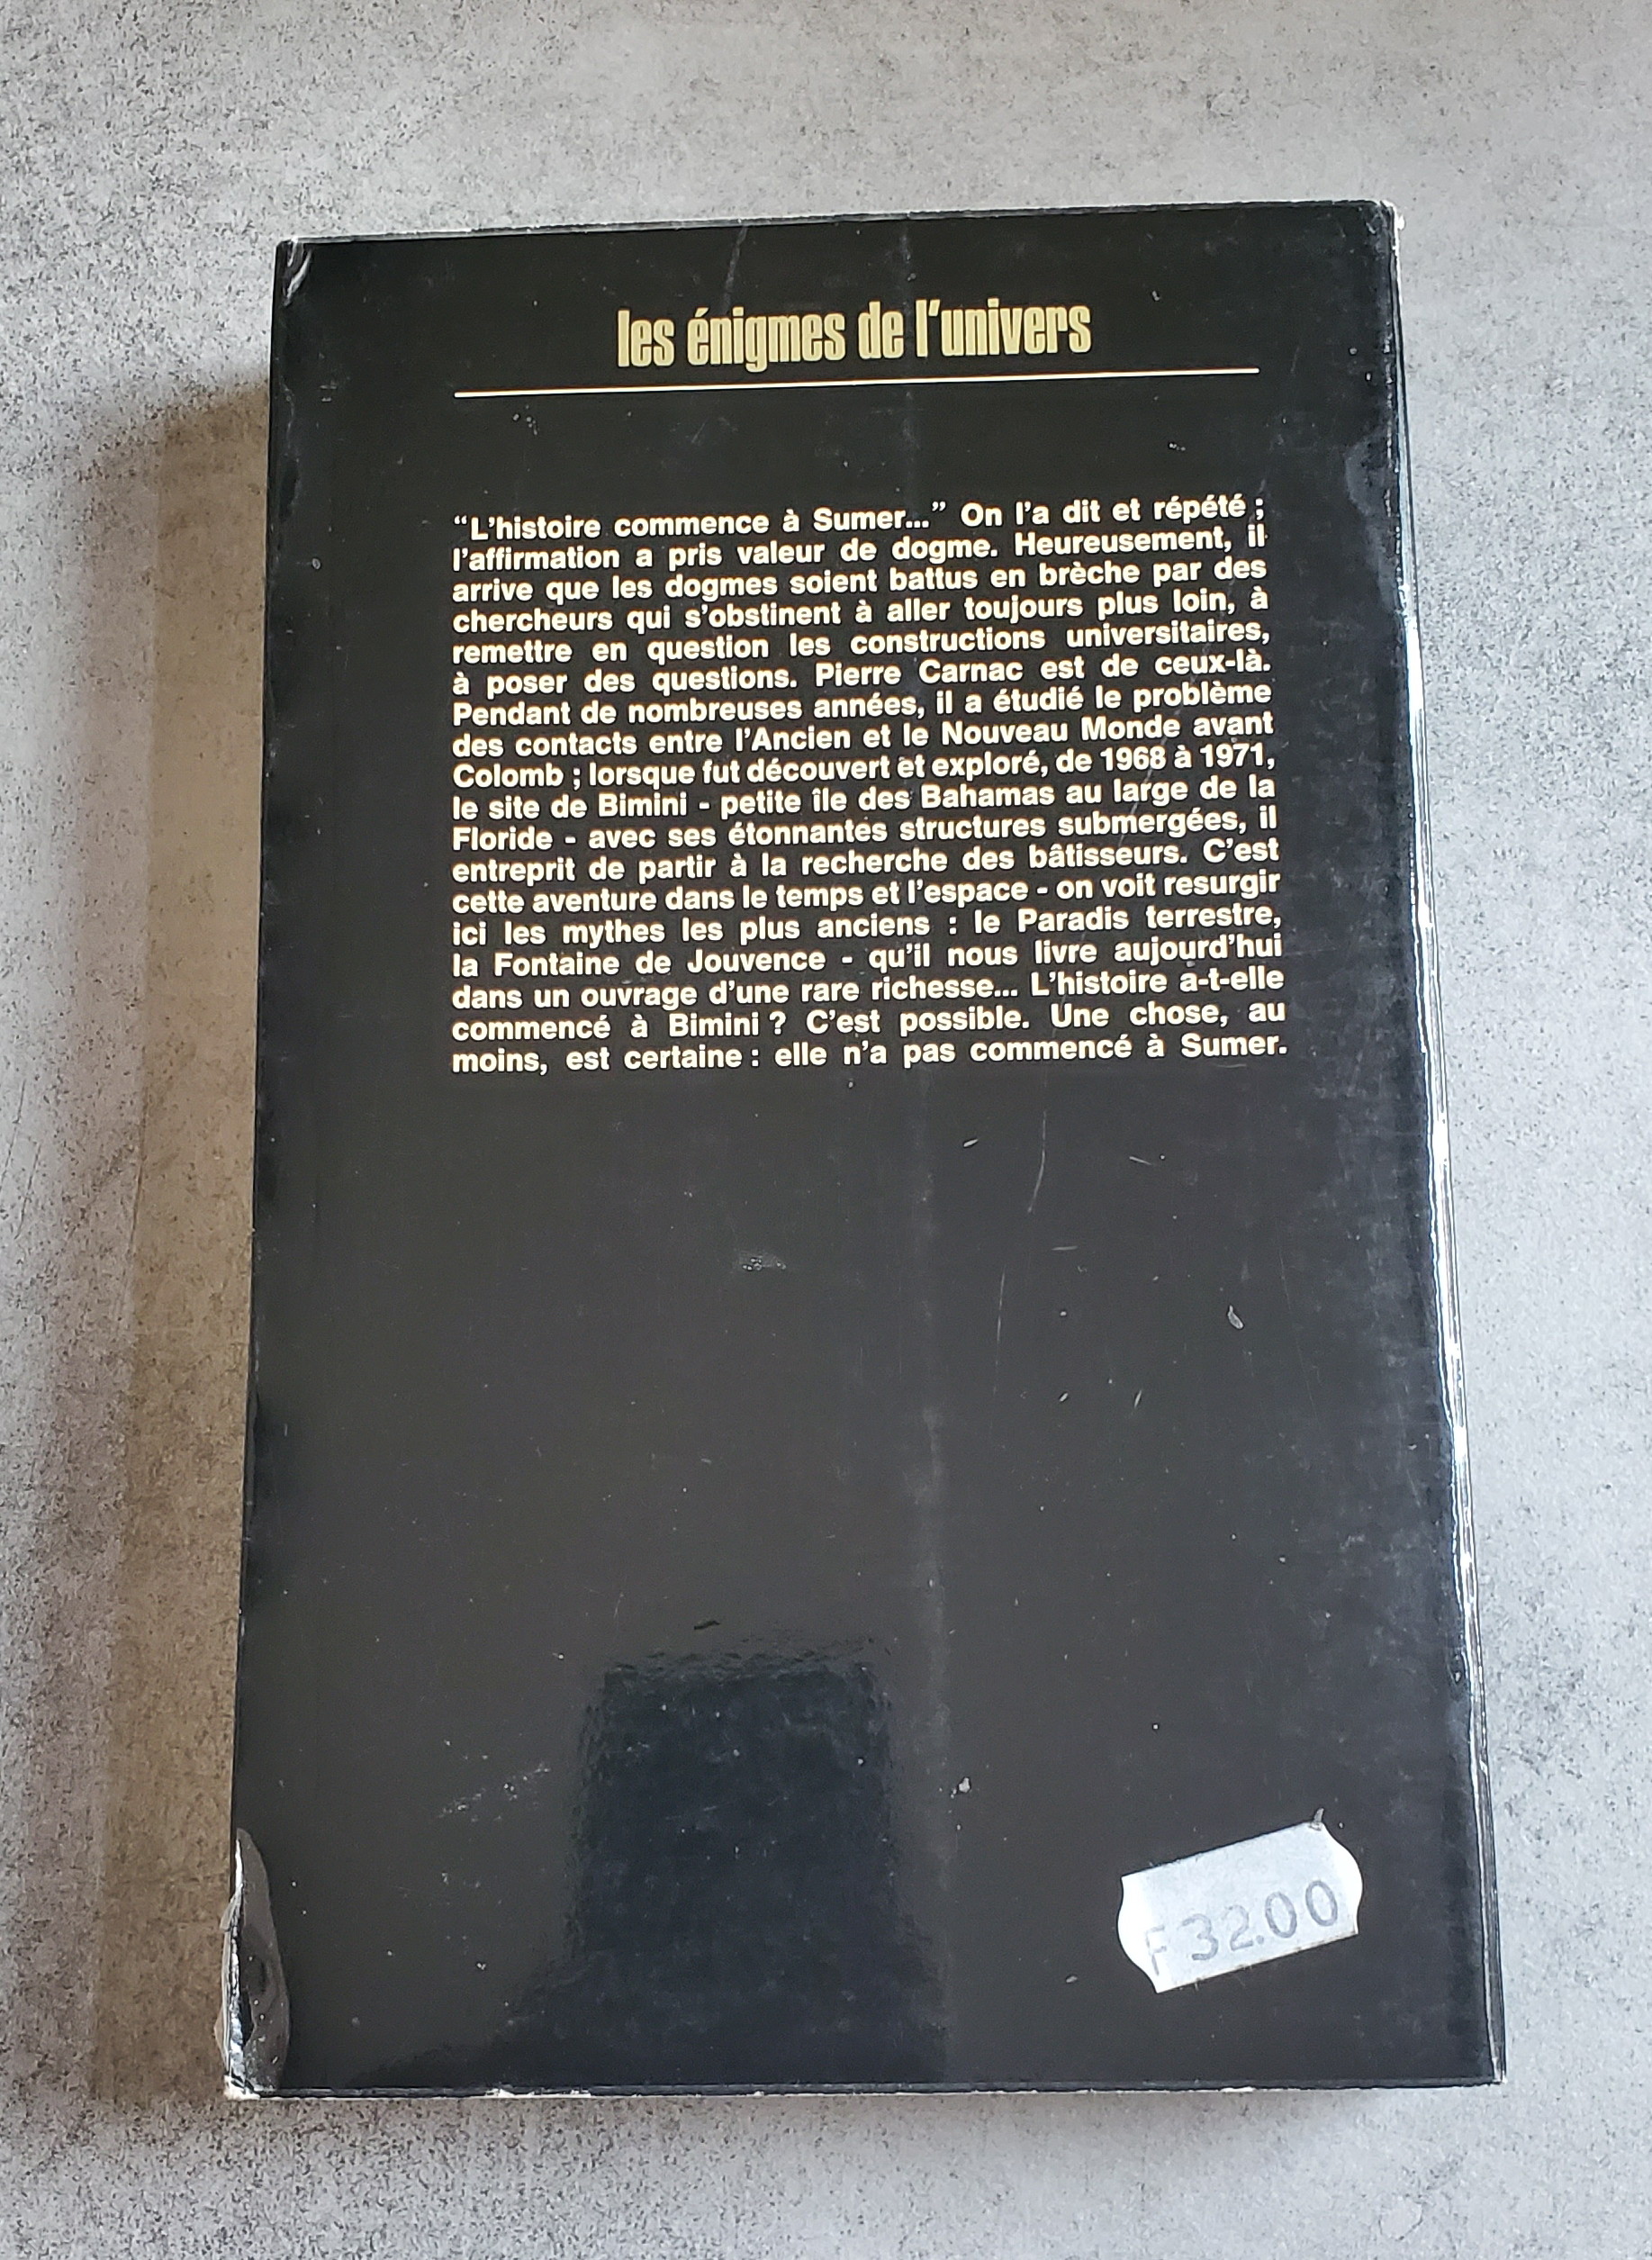 les énigmes de l'univers
“L'histoire commence à Sumer...” On l'a dit et répété ;
l'affirmation a pris valeur de dogme. Heureusement, il
arrive que les dogmes soient battus en brèche par des
chercheurs qui s'obstinent à aller toujours plus loin, à
remettre en question les constructions universitaires,
à poser des questions. Pierre Carnac est de ceux-là.
Pendant de nombreuses années, il a étudié le problème
des contacts entre l'Ancien et le Nouveau Monde avant
Colomb ; lorsque fut découvert et exploré, de 1968 à 1971,
le site de Bimini - petite île des Bahamas au large de la
Floride - avec ses étonnantes structures submergées, il
entreprit de partir à la recherche des bâtisseurs. C'est
cette aventure dans le temps et l'espace - on voit resurgir
ici les mythes les plus anciens : le Paradis terrestre,
la Fontaine de Jouvence - qu'il nous livre aujourd'hui
dans un ouvrage d'une rare richesse... L'histoire a-t-elle
commencé à Bimini ? C'est possible. Une chose, au
moins, est certaine : elle n'a pas commencé à Sumer.
F 32.00